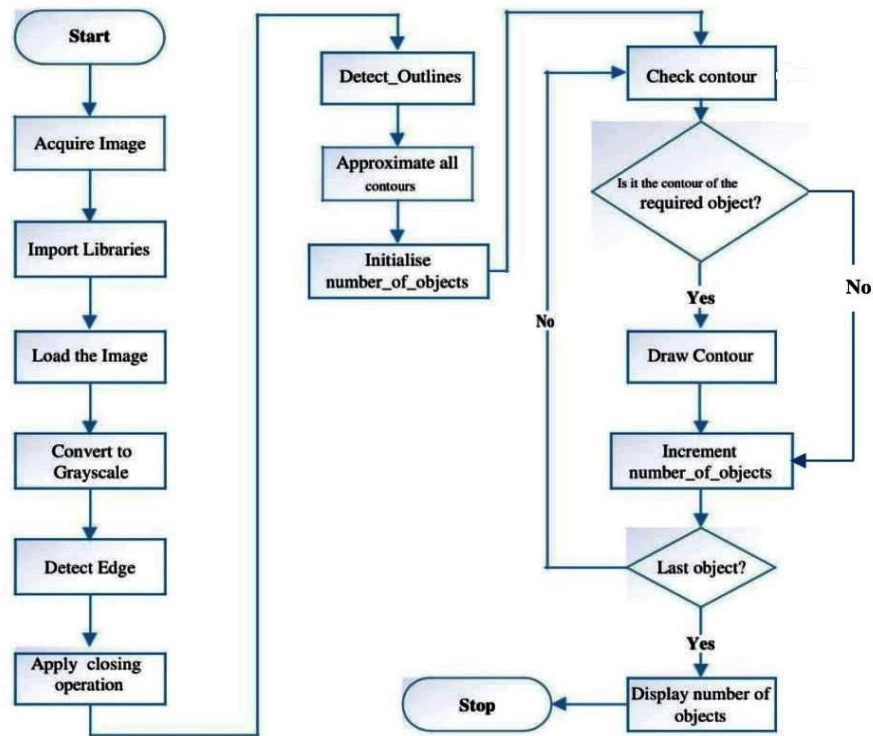 Start
Acquire Image
Import Libraries
Load the Image
Convert to
Grayscale
Detect Edge
Apply closing
operation
Detect_Outlines
Approximate all
contours
Initialise
number_of_objects
Check contour
Is it the contour of the
required object?
No
Yes
Draw Contour
Increment
number_of_objects
No
Last object?
Yes
Display number of
objects
Stop